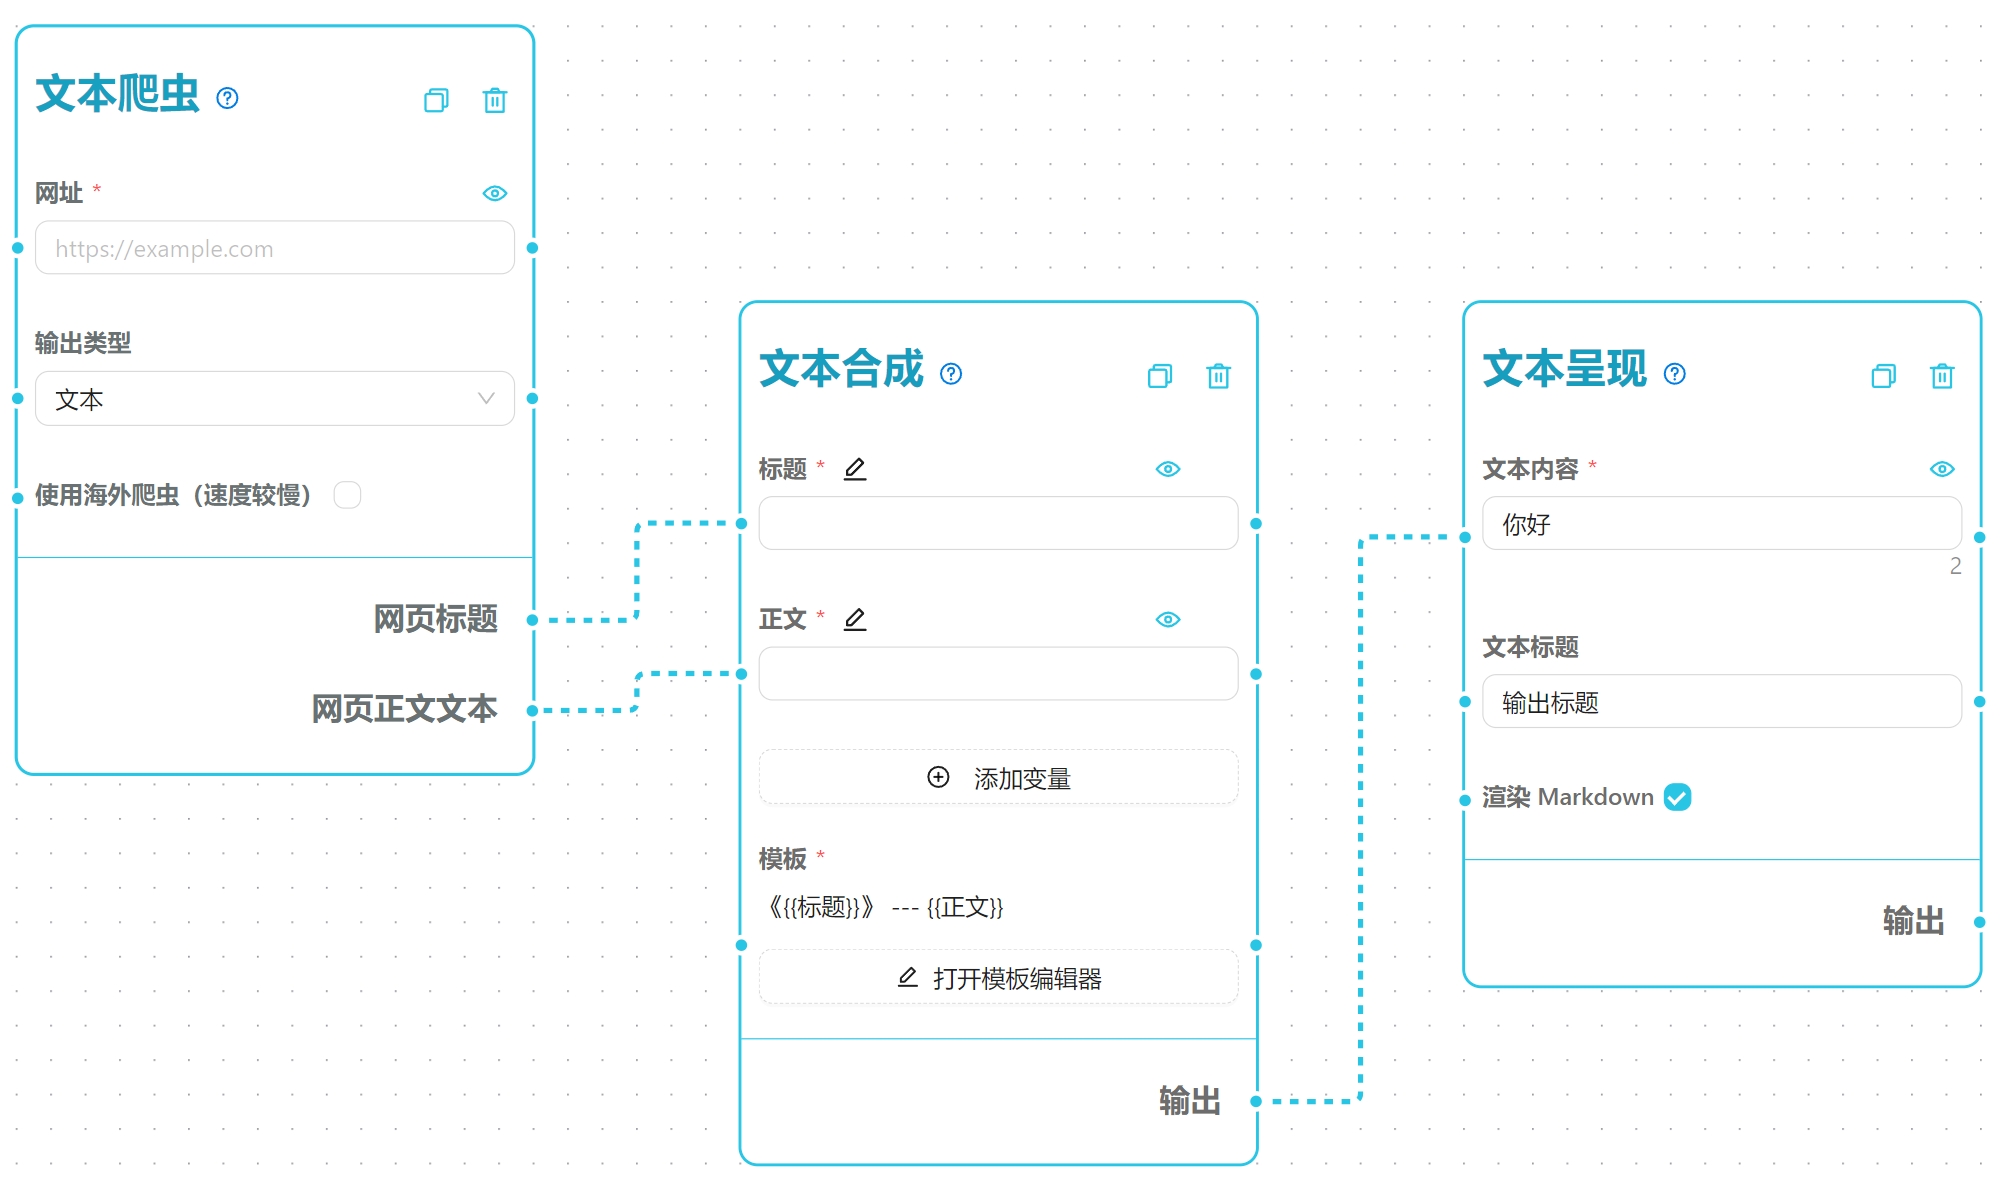 文本爬虫
网址 *
https://example.com
输出类型
文本
使用海外爬虫（速度较慢）
网页标题
网页正文文本
文本合成
标题 *
正文 *
添加变量
模板 *
《{{标题}}》 --- {{正文}}
打开模板编辑器
输出
文本呈现
文本内容 *
你好
2
文本标题
输出标题
渲染 Markdown
输出